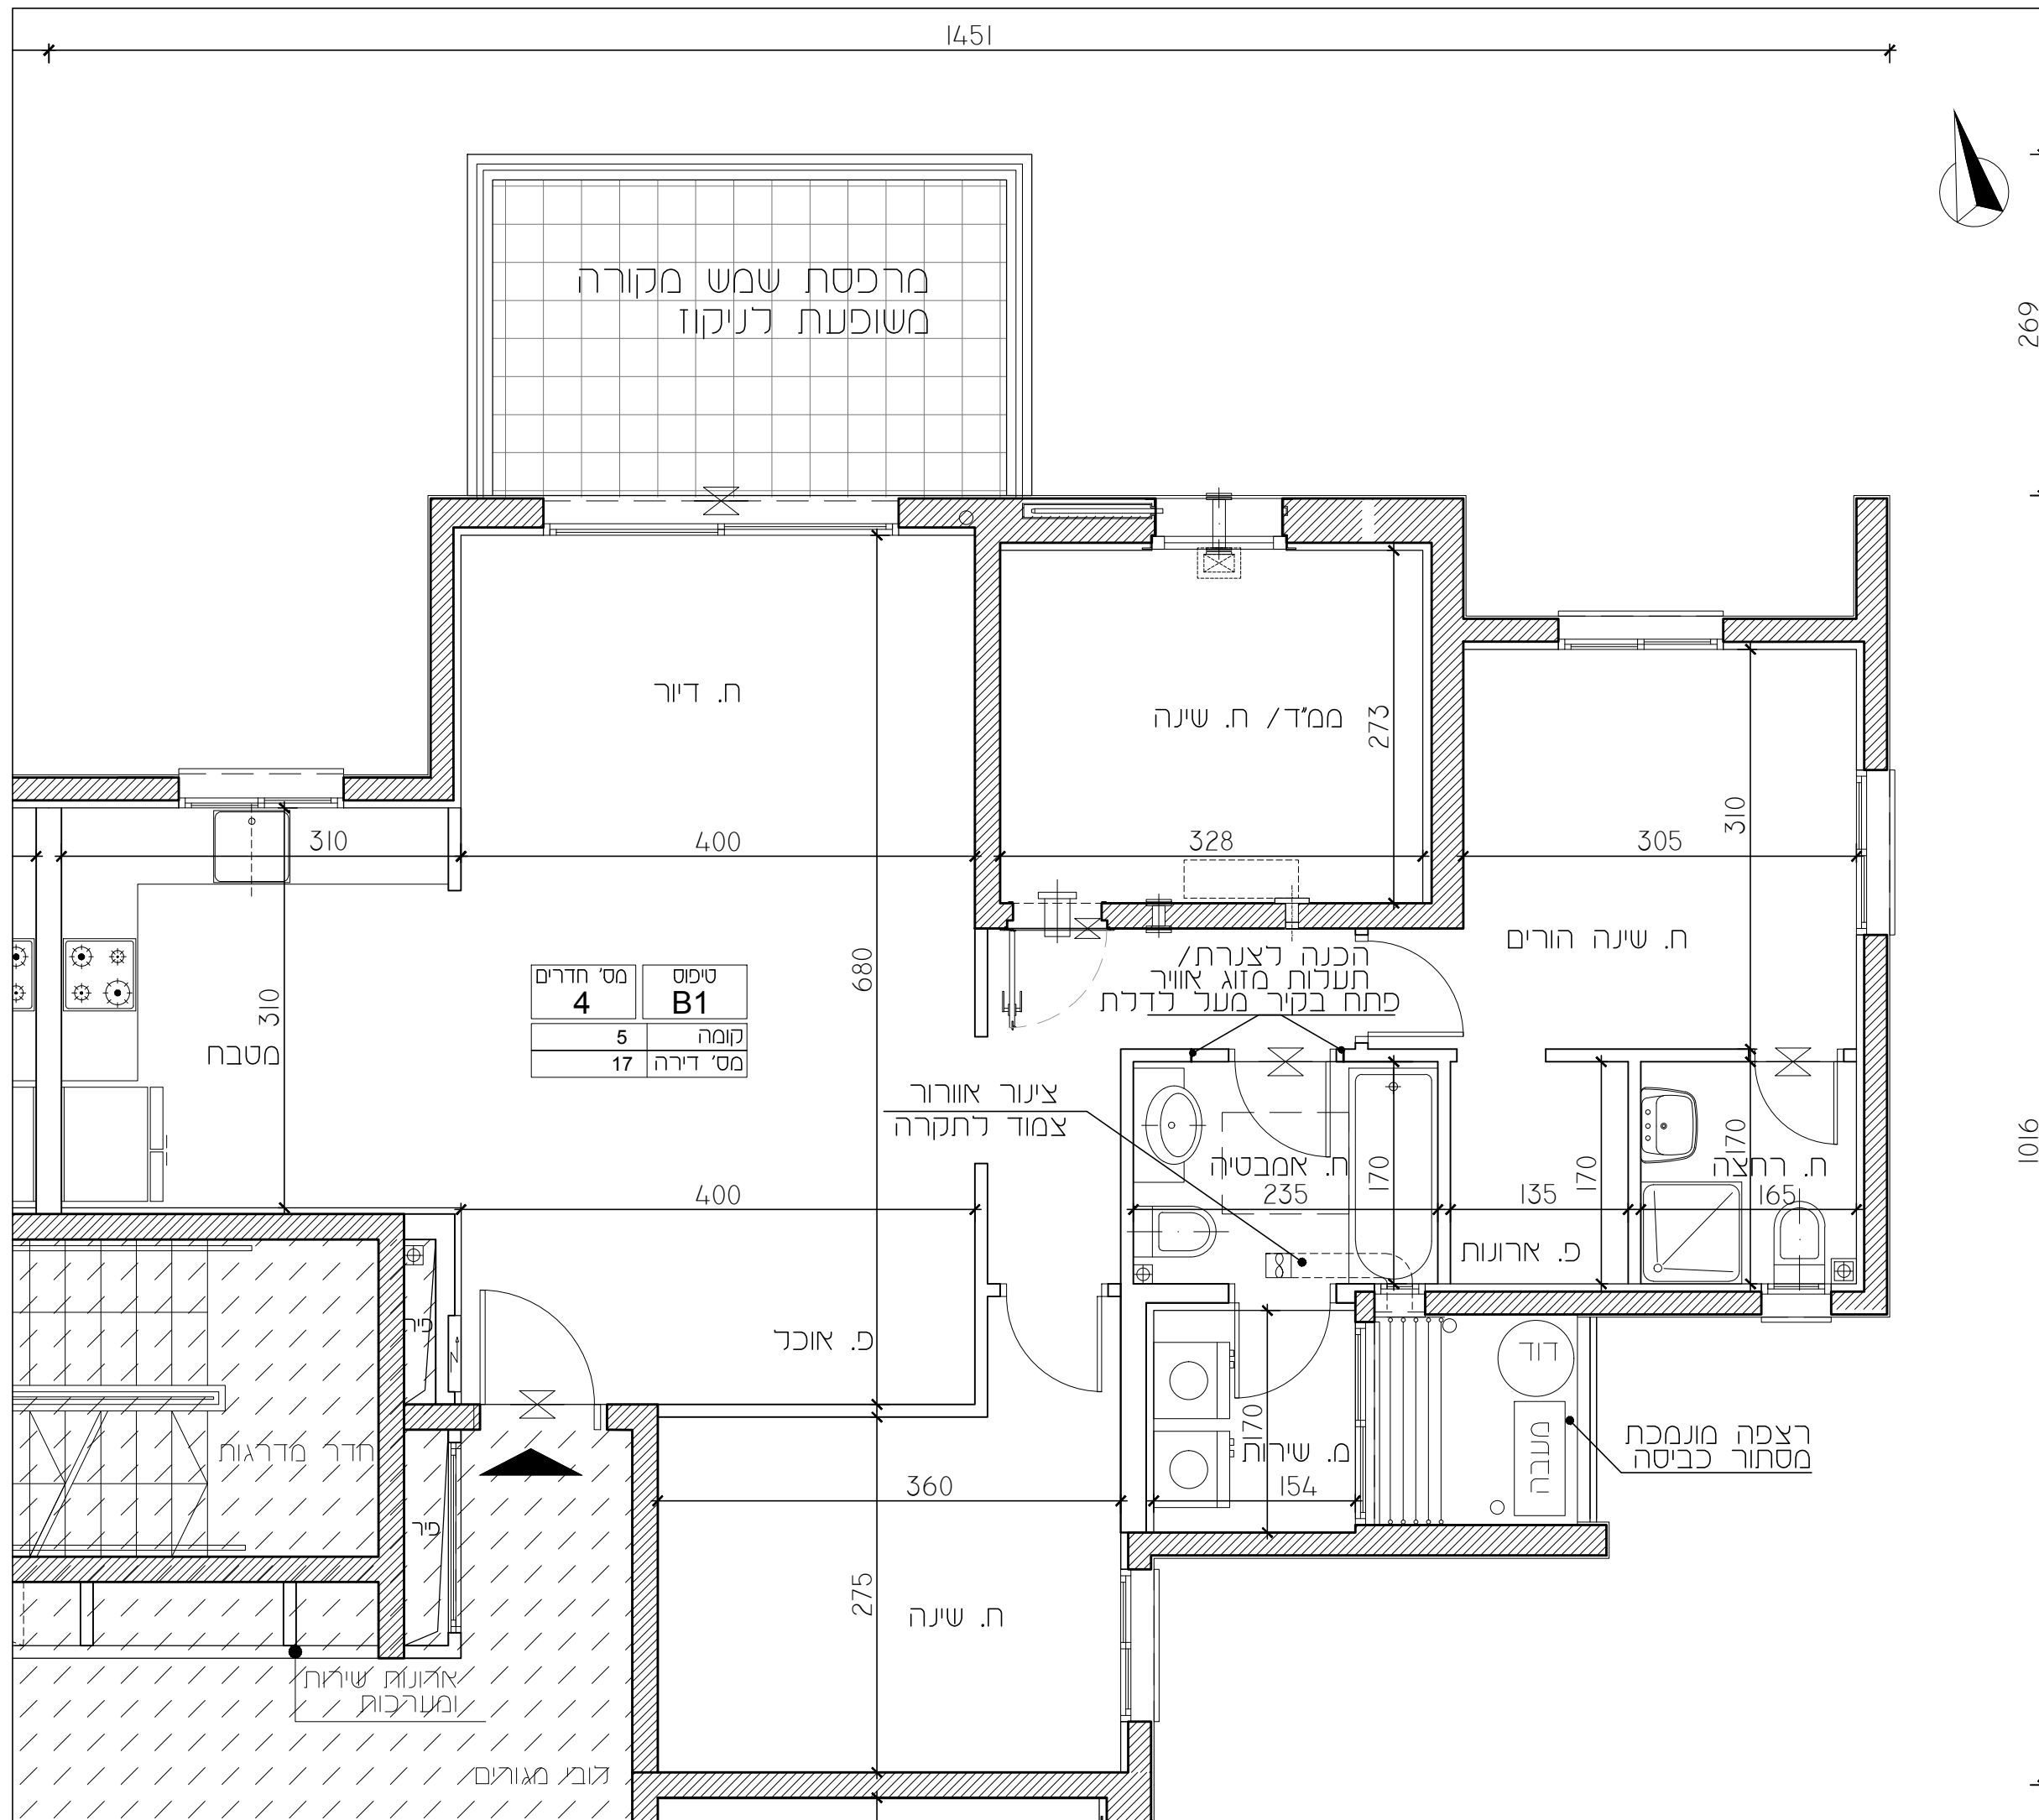 1451
269
מרפסת שמש מקורה
משופעת לניקוז
ח. דיור
ממ"ד/ ח. שינה
273
310
310
400
328
305
ח. שינה הורים
680
310
מטבח
טיפוס
B1
מס' חדרים
4
קומה
5
מס' דירה
17
הכנה לצנרת/
תעלות מזוג אוויר
פתח בקיר מעל לדלת
צינור אוורור
צמוד לתקרה
1016
ח. אמבטיה
170
235
170
135
פ. ארונות
170
ח. רחצה
165
400
פ. אוכל
פיר
דוד
מעבה
רצפה מונמכת
מסתור כביסה
170
מ. שירות
154
חדר מדרגות
פיר
360
275
ח. שינה
ארונות שירות
ומערכות
לובי מגורים